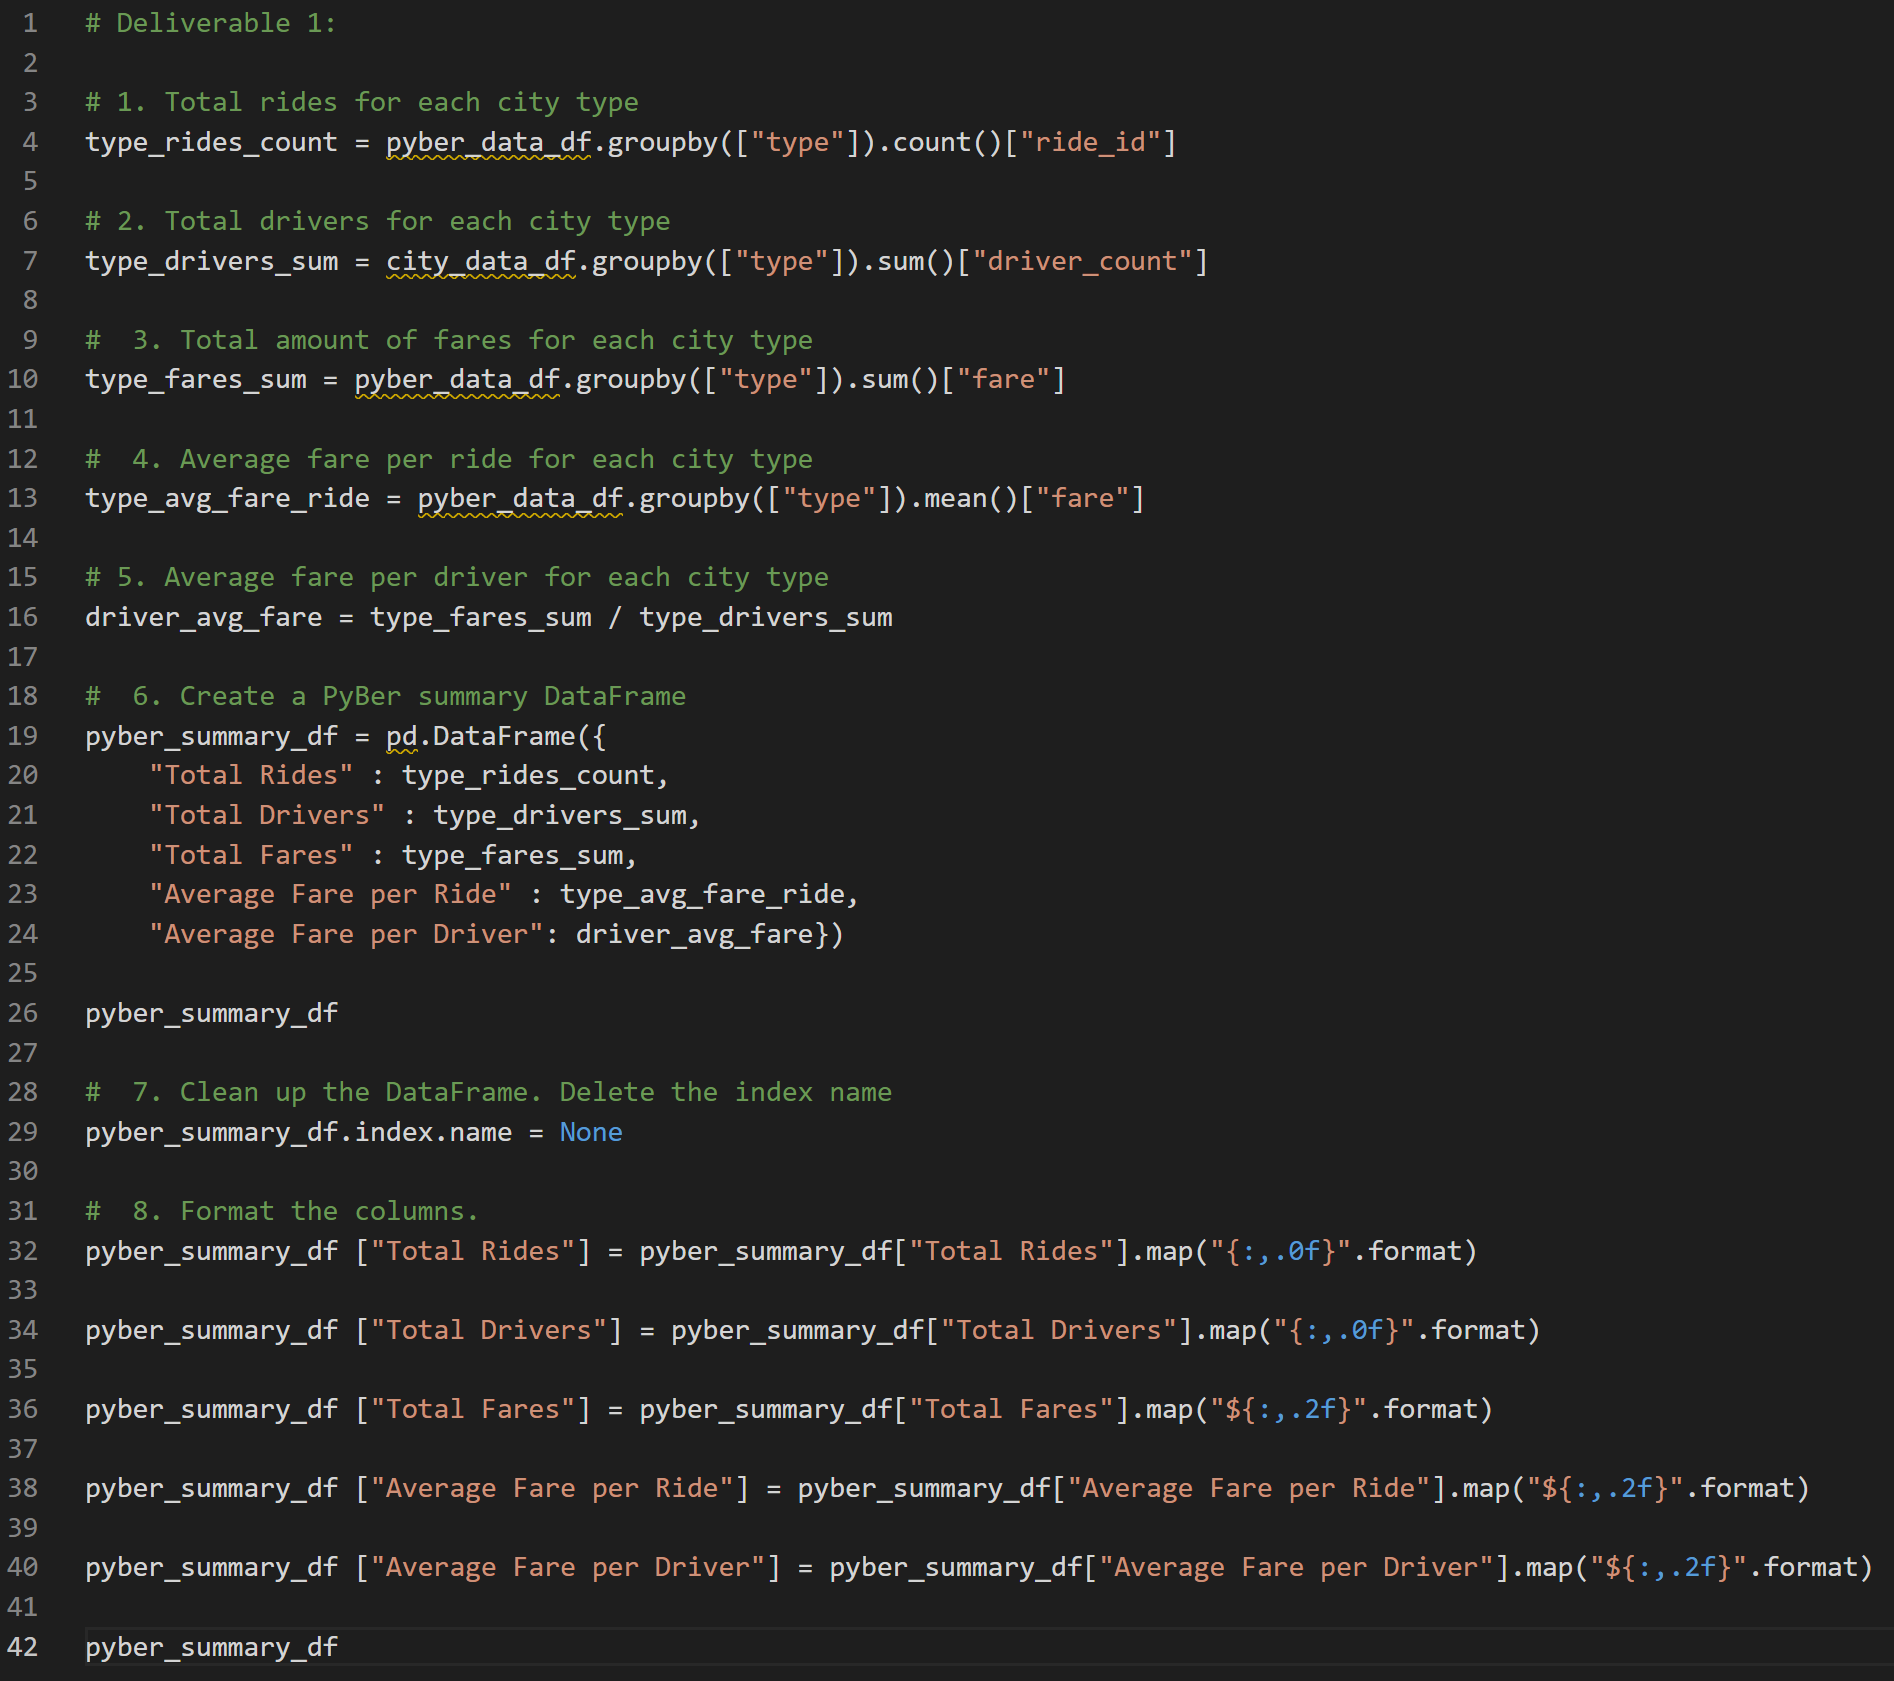 1 # Deliverable 1:
2
3 # 1. Total rides for each city type
4 type_rides_count = pyber_data_df.groupby(["type"]).count()["ride_id"]
5
6 # 2. Total drivers for each city type
7 type_drivers_sum = city_data_df.groupby(["type"]).sum()["driver_count"]
8
9 #  3. Total amount of fares for each city type
10 type_fares_sum = pyber_data_df.groupby(["type"]).sum()["fare"]
11
12 #  4. Average fare per ride for each city type
13 type_avg_fare_ride = pyber_data_df.groupby(["type"]).mean()["fare"]
14
15 # 5. Average fare per driver for each city type
16 driver_avg_fare = type_fares_sum / type_drivers_sum
17
18 #  6. Create a PyBer summary DataFrame
19 pyber_summary_df = pd.DataFrame({
20     "Total Rides" : type_rides_count,
21     "Total Drivers" : type_drivers_sum,
22     "Total Fares" : type_fares_sum,
23     "Average Fare per Ride" : type_avg_fare_ride,
24     "Average Fare per Driver": driver_avg_fare})
25
26 pyber_summary_df
27
28 #  7. Clean up the DataFrame. Delete the index name
29 pyber_summary_df.index.name = None
30
31 #  8. Format the columns.
32 pyber_summary_df ["Total Rides"] = pyber_summary_df["Total Rides"].map("{:,.0f}".format)
33
34 pyber_summary_df ["Total Drivers"] = pyber_summary_df["Total Drivers"].map("{:,.0f}".format)
35
36 pyber_summary_df ["Total Fares"] = pyber_summary_df["Total Fares"].map("${:,.2f}".format)
37
38 pyber_summary_df ["Average Fare per Ride"] = pyber_summary_df["Average Fare per Ride"].map("${:,.2f}".format)
39
40 pyber_summary_df ["Average Fare per Driver"] = pyber_summary_df["Average Fare per Driver"].map("${:,.2f}".format)
41
42 pyber_summary_df